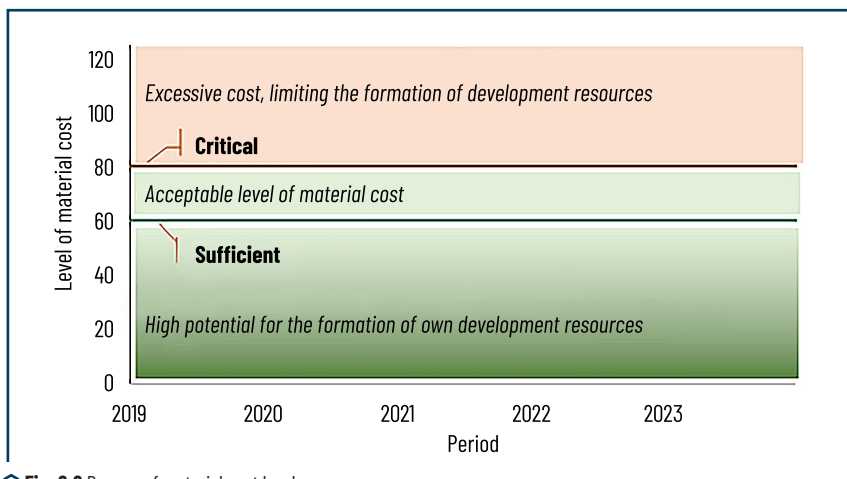 120
Excessive cost, limiting the formation of development resources
100
Critical
80
Acceptable level of material cost
60
Sufficient
40
High potential for the formation of own development resources
20
0
Level of material cost
2019 2020 2021 2022 2023
Period